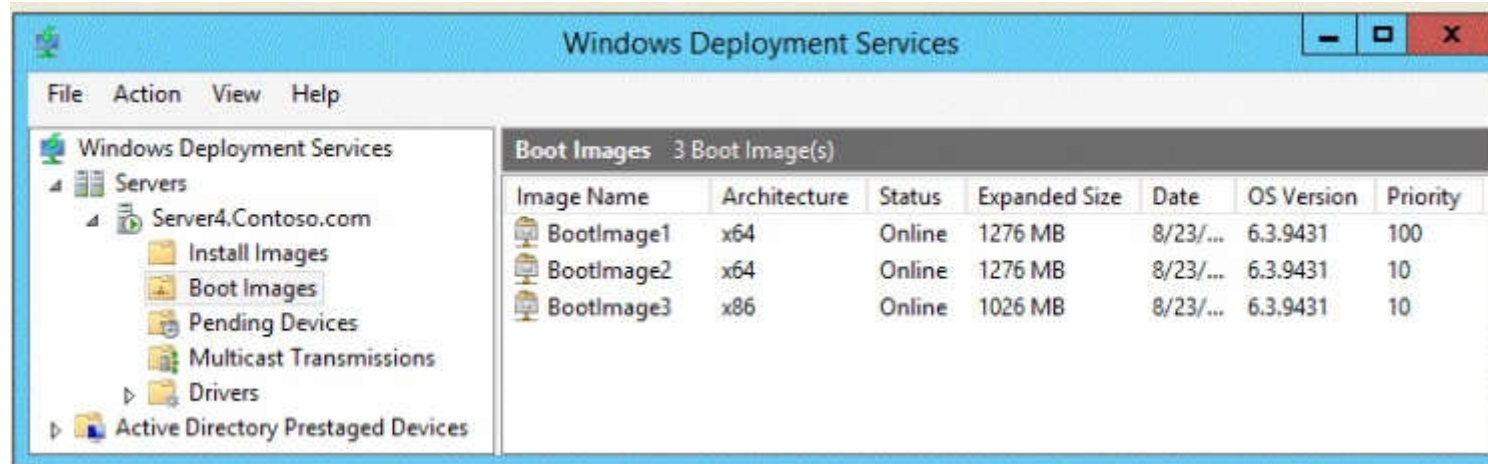 Windows Deployment Services
File Action View Help
Windows Deployment Services
Servers
Server4.Contoso.com
Install Images
Boot Images
Pending Devices
Multicast Transmissions
Drivers
Active Directory Prestaged Devices
Boot Images 3 Boot Image(s)
Image Name Architecture Status Expanded Size Date OS Version Priority
BootImage1 x64 Online 1276 MB 8/23/... 6.3.9431 100
BootImage2 x64 Online 1276 MB 8/23/... 6.3.9431 10
BootImage3 x86 Online 1026 MB 8/23/... 6.3.9431 10